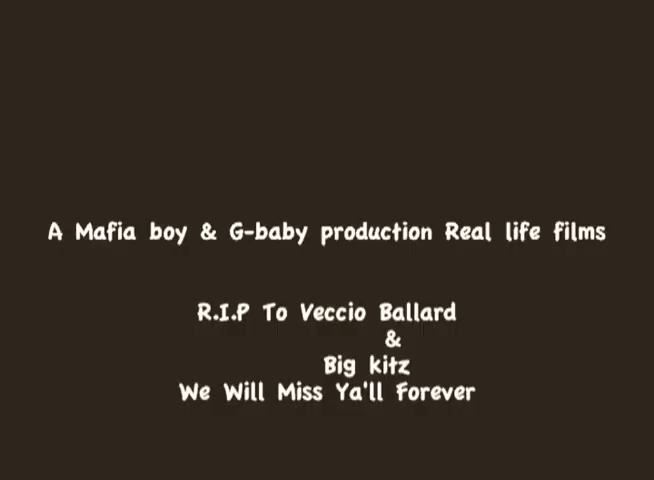 A Mafia boy & G-baby production Real life films
R.I.P To Veccio Ballard
&
Big kitz
We Will Miss Ya'll Forever